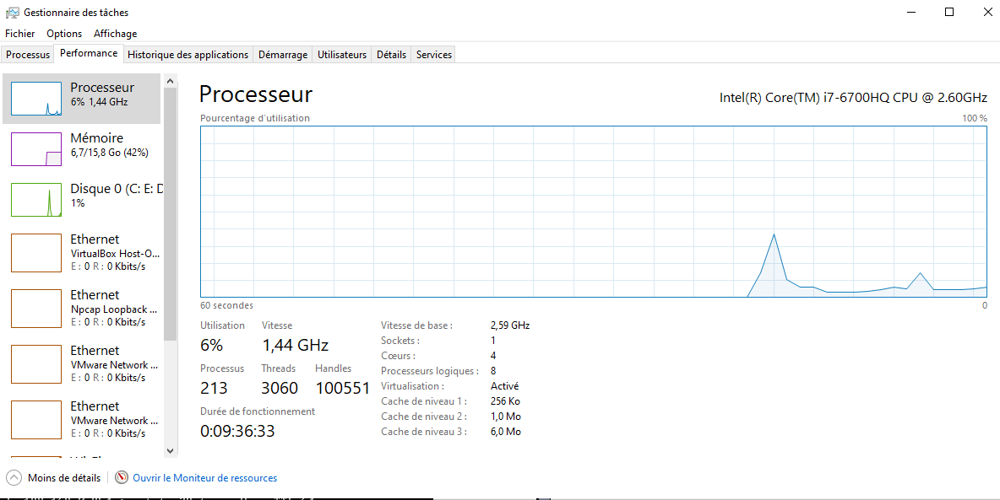 Gestionnaire des tâches
Fichier Options Affichage
Processus Performance Historique des applications Démarrage Utilisateurs Détails Services
Processeur
6% 1,44 GHz
Mémoire
6,7/15,8 Go (42%)
Disque 0 (C: E: D
1%
Ethernet
VirtualBox Host-O...
E : 0 R : 0 Kbits/s
Ethernet
Npcap Loopback ...
E : 0 R : 0 Kbits/s
Ethernet
VMware Network ...
E : 0 R : 0 Kbits/s
Ethernet
VMware Network ...
E : 0 R : 0 Kbits/s
Processeur
Intel(R) Core(TM) i7-6700HQ CPU @ 2.60GHz
Pourcentage d'utilisation 100 %
60 secondes 0
Utilisation Vitesse
6% 1,44 GHz
Processus Threads Handles
213 3060 100551
Durée de fonctionnement
0:09:36:33
Vitesse de base : 2,59 GHz
Sockets : 1
Cœurs : 4
Processeurs logiques : 8
Virtualisation : Activé
Cache de niveau 1 : 256 Ko
Cache de niveau 2 : 1,0 Mo
Cache de niveau 3 : 6,0 Mo
Moins de détails Ouvrir le Moniteur de ressources